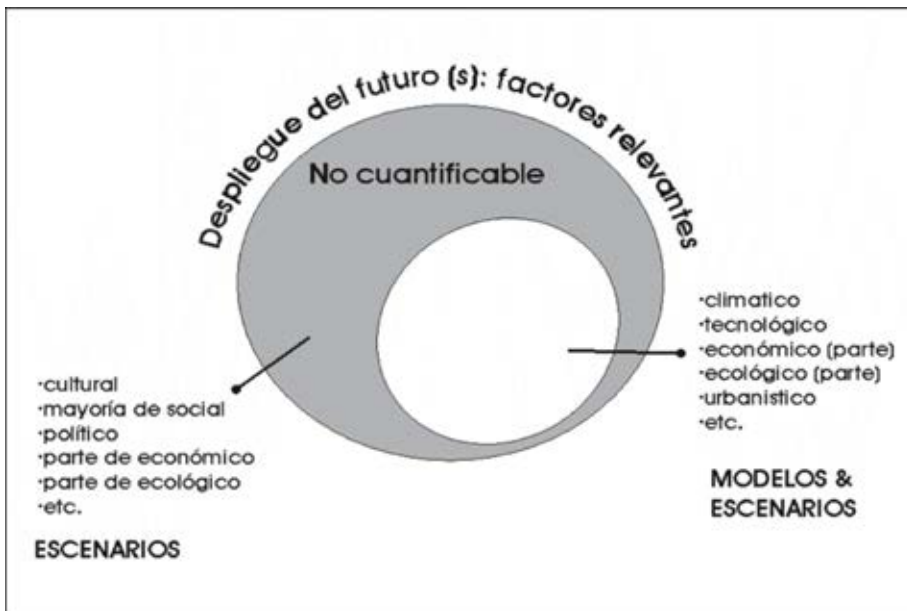 Despliegue del futuro (s): factores relevantes
No cuantificable
·cultural
·mayoría de social
·político
·parte de económico
·parte de ecológico
·etc.
ESCENARIOS
·climatico
·tecnológico
·económico (parte)
·ecológico (parte)
·urbanistico
·etc.
MODELOS &
ESCENARIOS